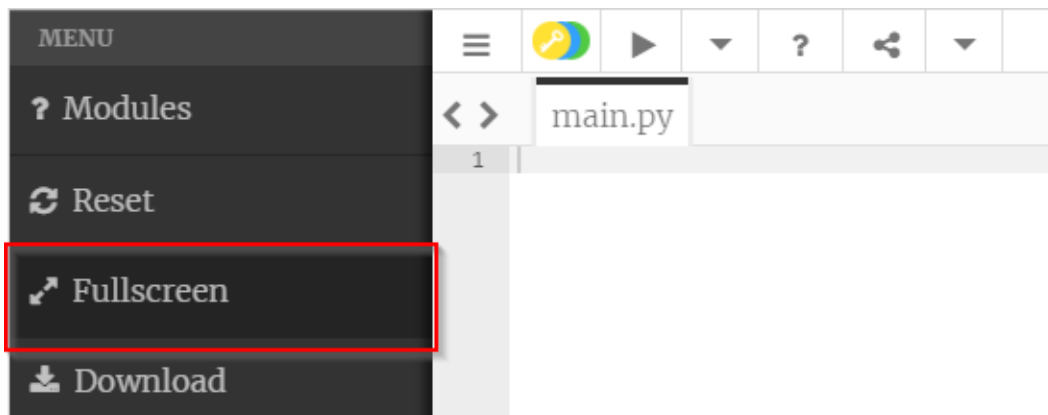 MENU
? Modules
Reset
Fullscreen
Download
?
main.py
1